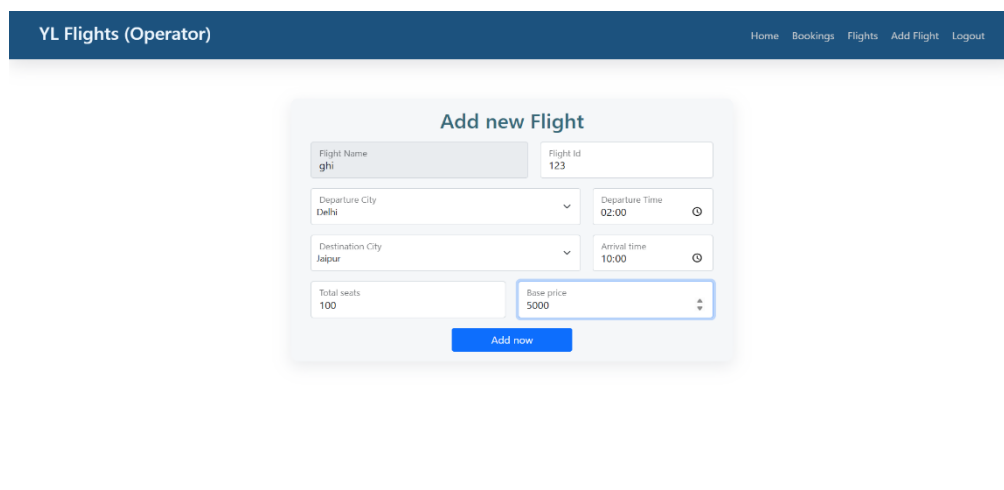 YL Flights (Operator)
Home Bookings Flights Add Flight Logout
Add new Flight
Flight Name
ghi
Flight Id
123
Departure City
Delhi
Departure Time
02:00
Destination City
Jaipur
Arrival time
10:00
Total seats
100
Base price
5000
Add now